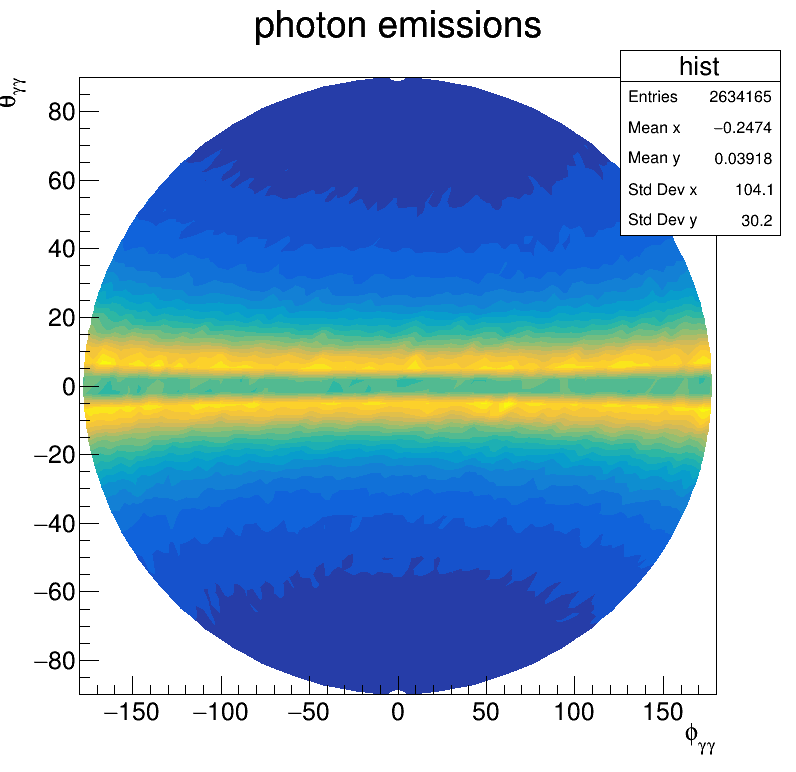 photon emissions
hist
Entries 2634165
Mean x −0.2474
Mean y 0.03918
Std Dev x 104.1
Std Dev y 30.2
θγγ
80
60
40
20
0
−20
−40
−60
−80
−150 −100 −50 0 50 100 150
ϕγγ